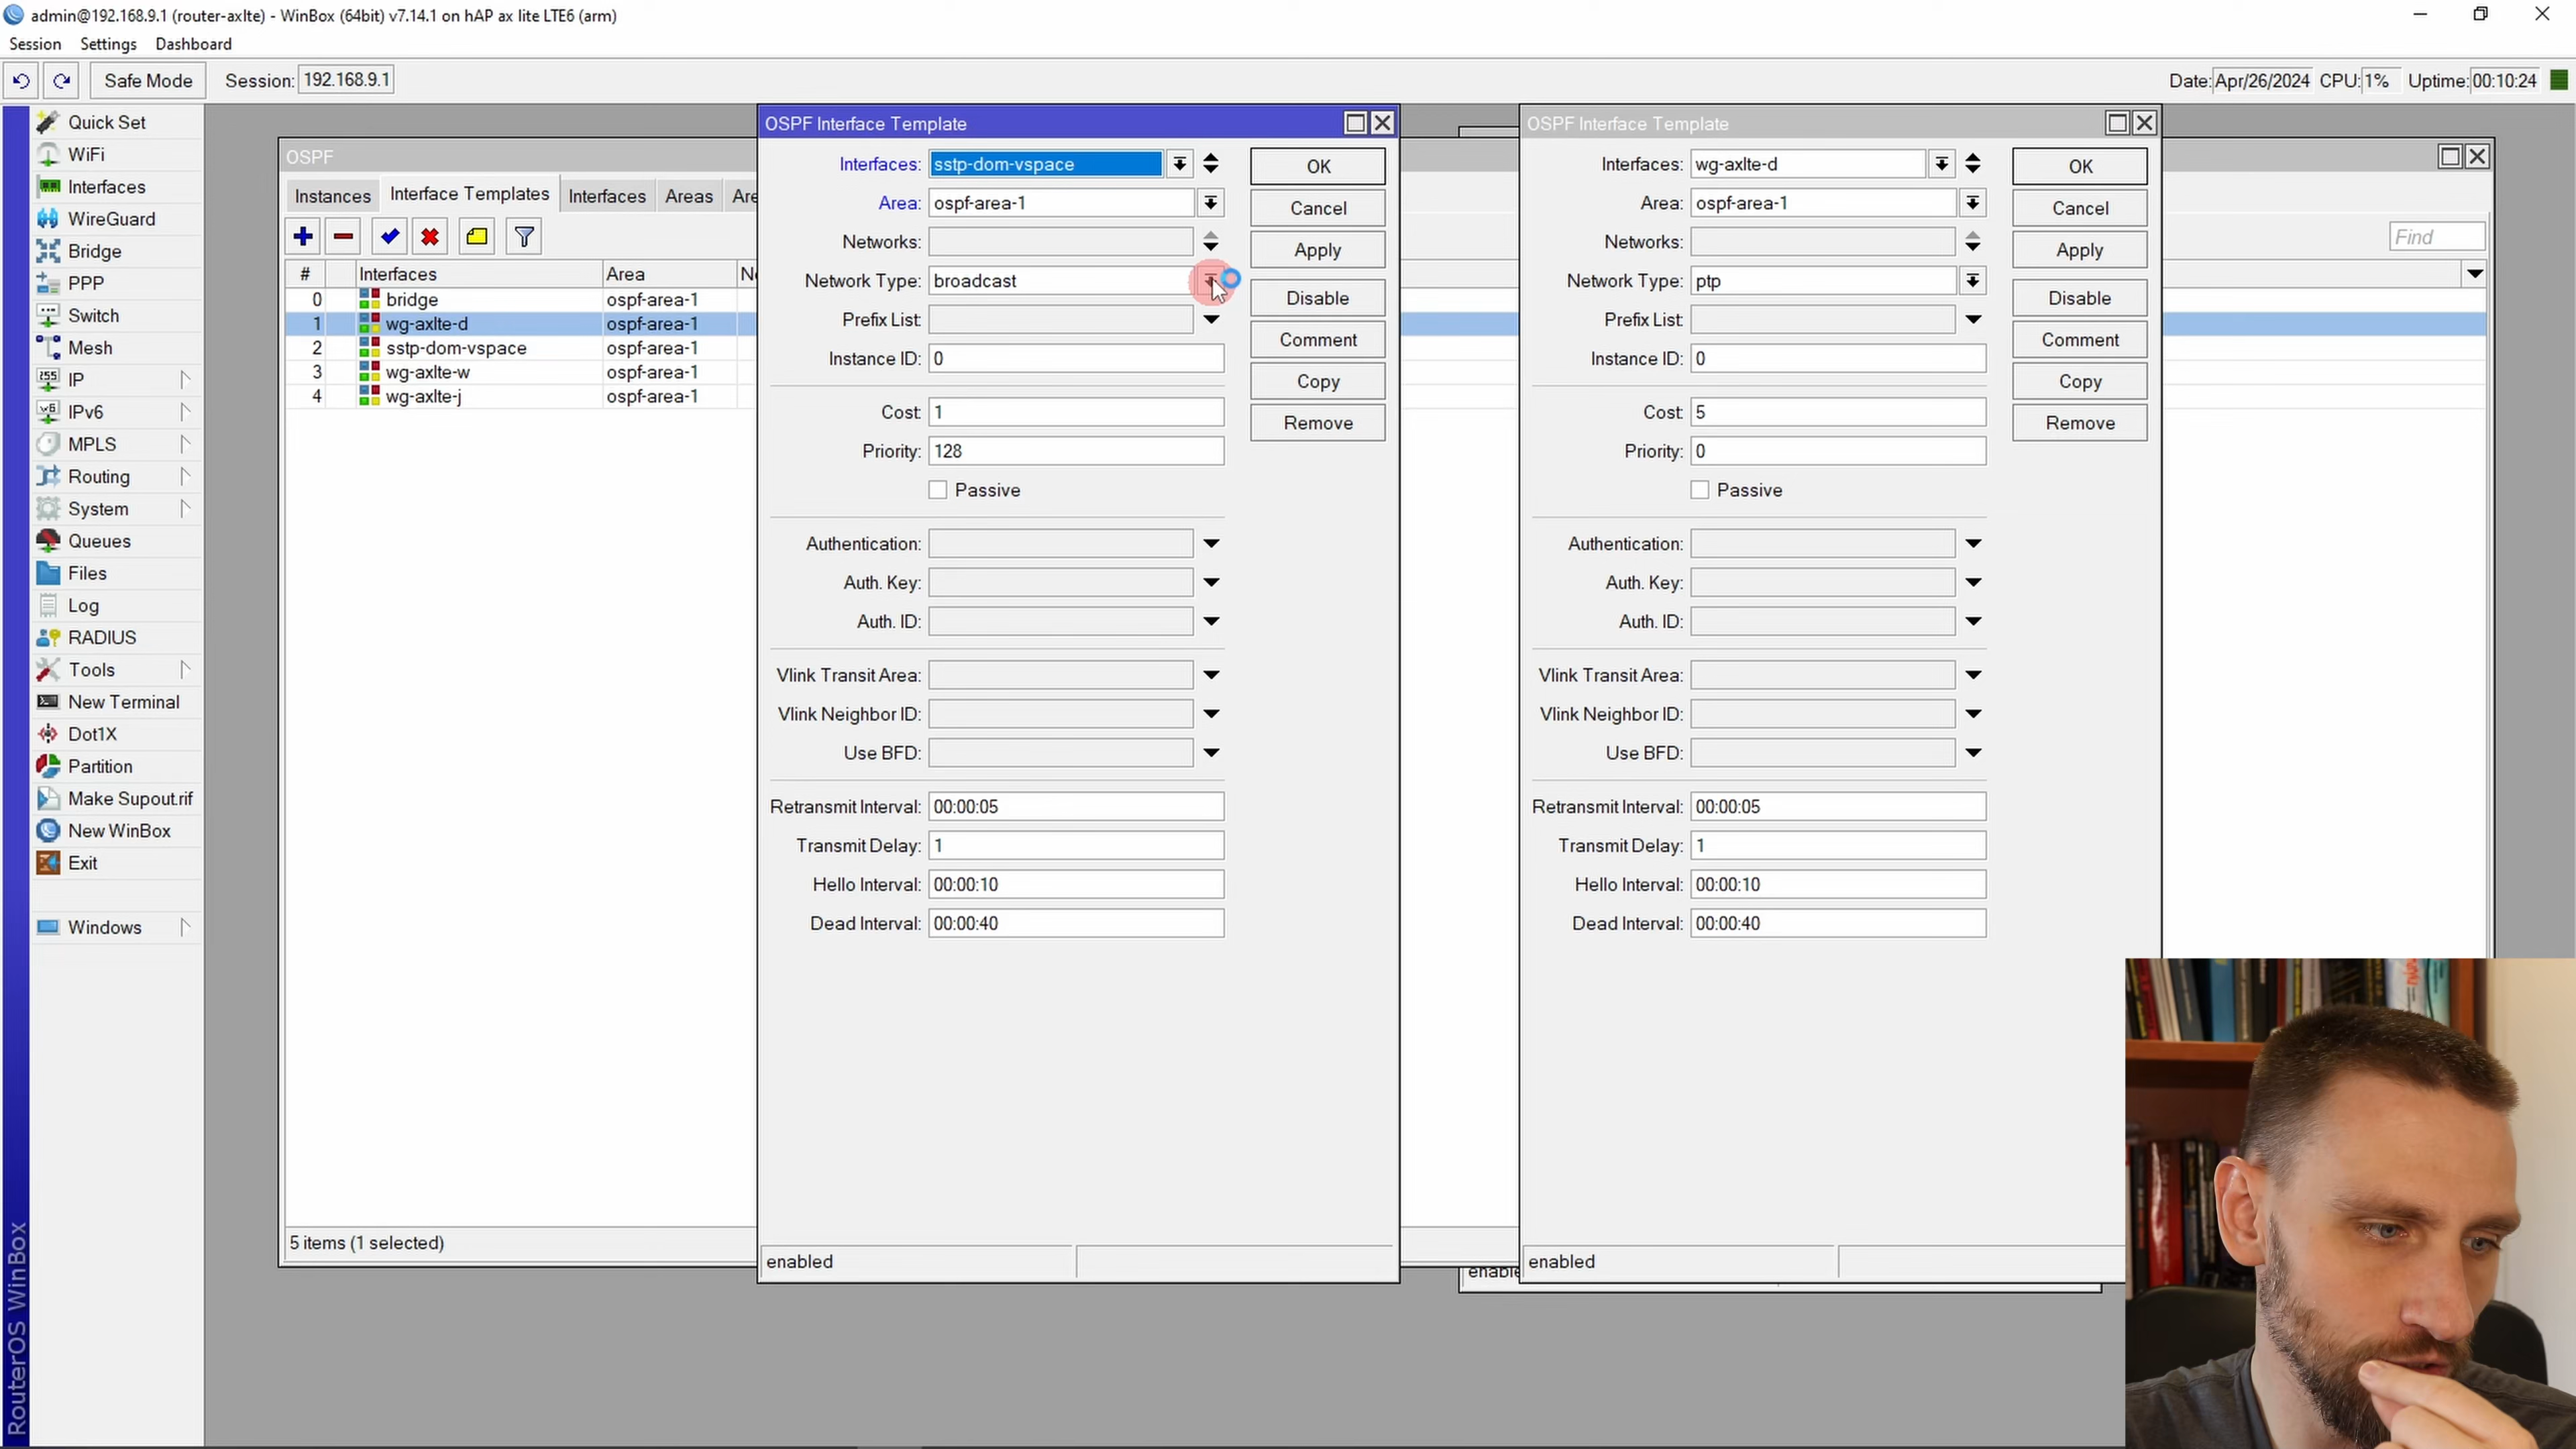 admin@192.168.9.1 (router-axlte) - WinBox (64bit) v7.14.1 on hAP ax lite LTE6 (arm)
Session Settings Dashboard
Safe Mode Session: 192.168.9.1 Date: Apr/26/2024 CPU: 1% Uptime: 00:10:24
Quick Set
WiFi
Interfaces
WireGuard
Bridge
PPP
Switch
Mesh
IP
IPv6
MPLS
Routing
System
Queues
Files
Log
RADIUS
Tools
New Terminal
Dot1X
Partition
Make Supout.rif
New WinBox
Exit
Windows
RouterOS WinBox
OSPF
Instances Interface Templates Interfaces Areas Are
Find
# Interfaces Area
0 bridge ospf-area-1
1 wg-axlte-d ospf-area-1
2 sstp-dom-vspace ospf-area-1
3 wg-axlte-w ospf-area-1
4 wg-axlte-j ospf-area-1
5 items (1 selected)
OSPF Interface Template
Interfaces: sstp-dom-vspace OK
Area: ospf-area-1 Cancel
Networks: Apply
Network Type: broadcast Disable
Prefix List: Comment
Instance ID: 0 Copy
Cost: 1 Remove
Priority: 128
Passive
Authentication:
Auth. Key:
Auth. ID:
Vlink Transit Area:
Vlink Neighbor ID:
Use BFD:
Retransmit Interval: 00:00:05
Transmit Delay: 1
Hello Interval: 00:00:10
Dead Interval: 00:00:40
enabled
OSPF Interface Template
Interfaces: wg-axlte-d OK
Area: ospf-area-1 Cancel
Networks: Apply
Network Type: ptp Disable
Prefix List: Comment
Instance ID: 0 Copy
Cost: 5 Remove
Priority: 0
Passive
Authentication:
Auth. Key:
Auth. ID:
Vlink Transit Area:
Vlink Neighbor ID:
Use BFD:
Retransmit Interval: 00:00:05
Transmit Delay: 1
Hello Interval: 00:00:10
Dead Interval: 00:00:40
enabled